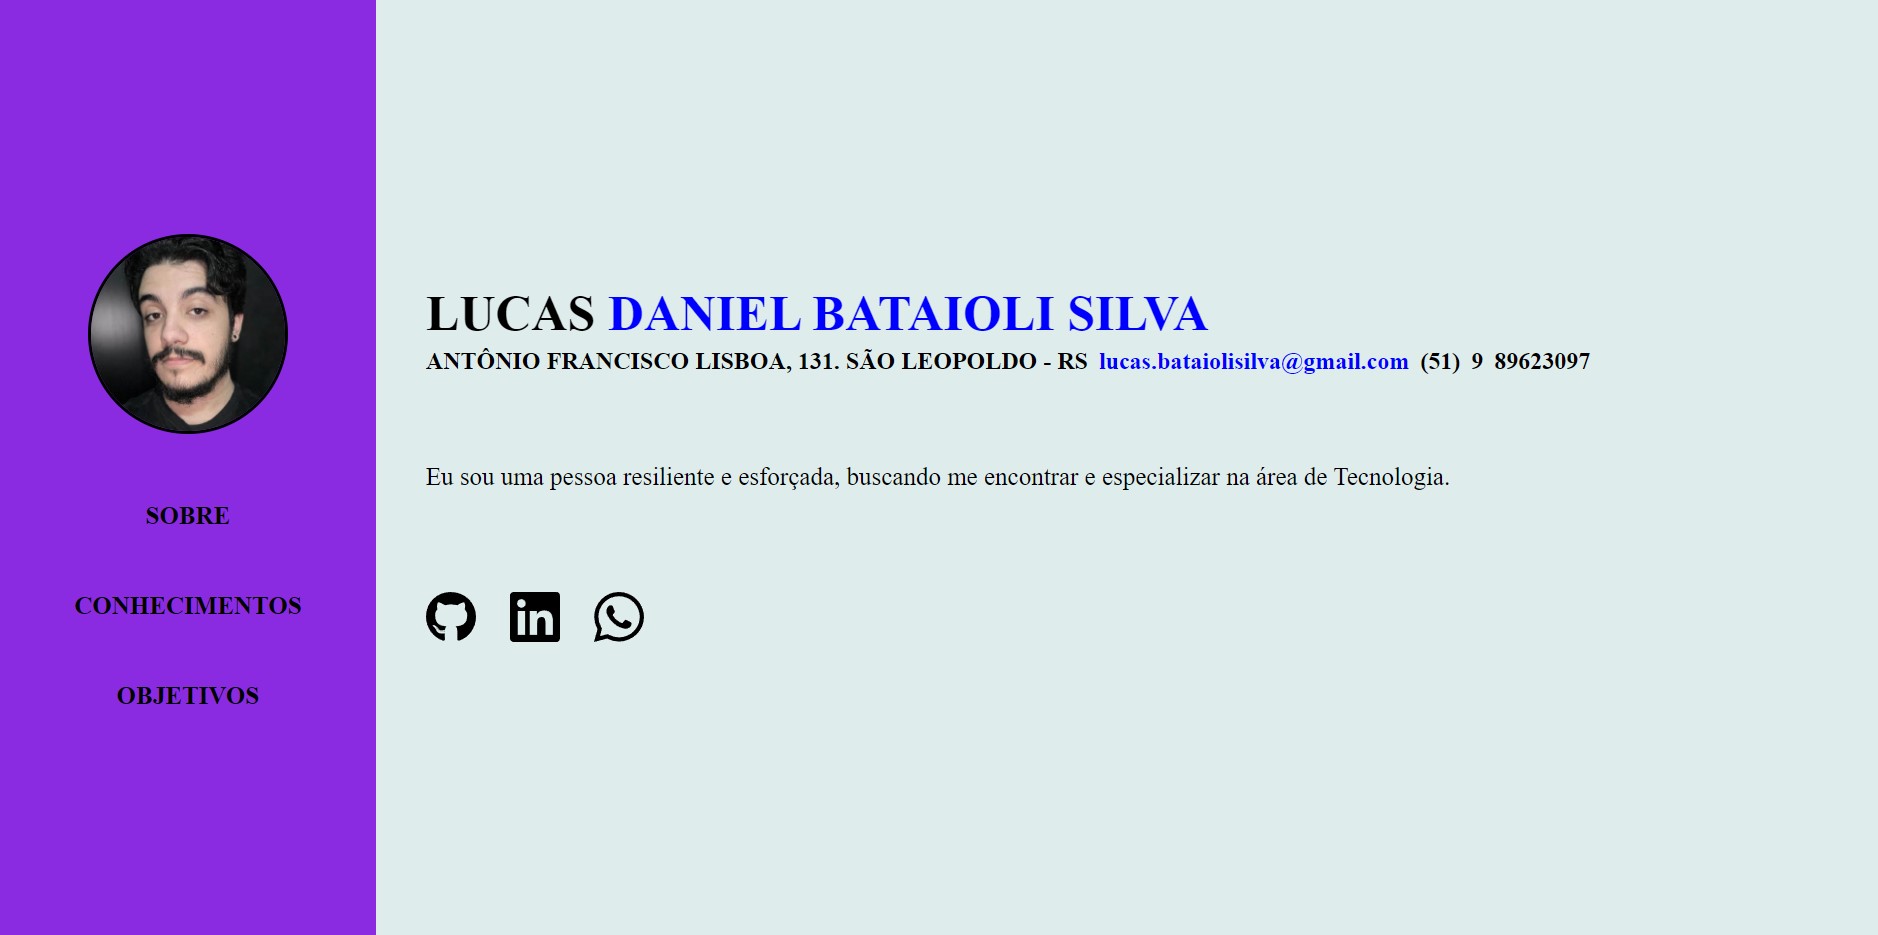 SOBRE
CONHECIMENTOS
OBJETIVOS
LUCAS DANIEL BATAIOLI SILVA
ANTÔNIO FRANCISCO LISBOA, 131. SÃO LEOPOLDO - RS lucas.bataiolisilva@gmail.com (51) 9 89623097
Eu sou uma pessoa resiliente e esforçada, buscando me encontrar e especializar na área de Tecnologia.
in